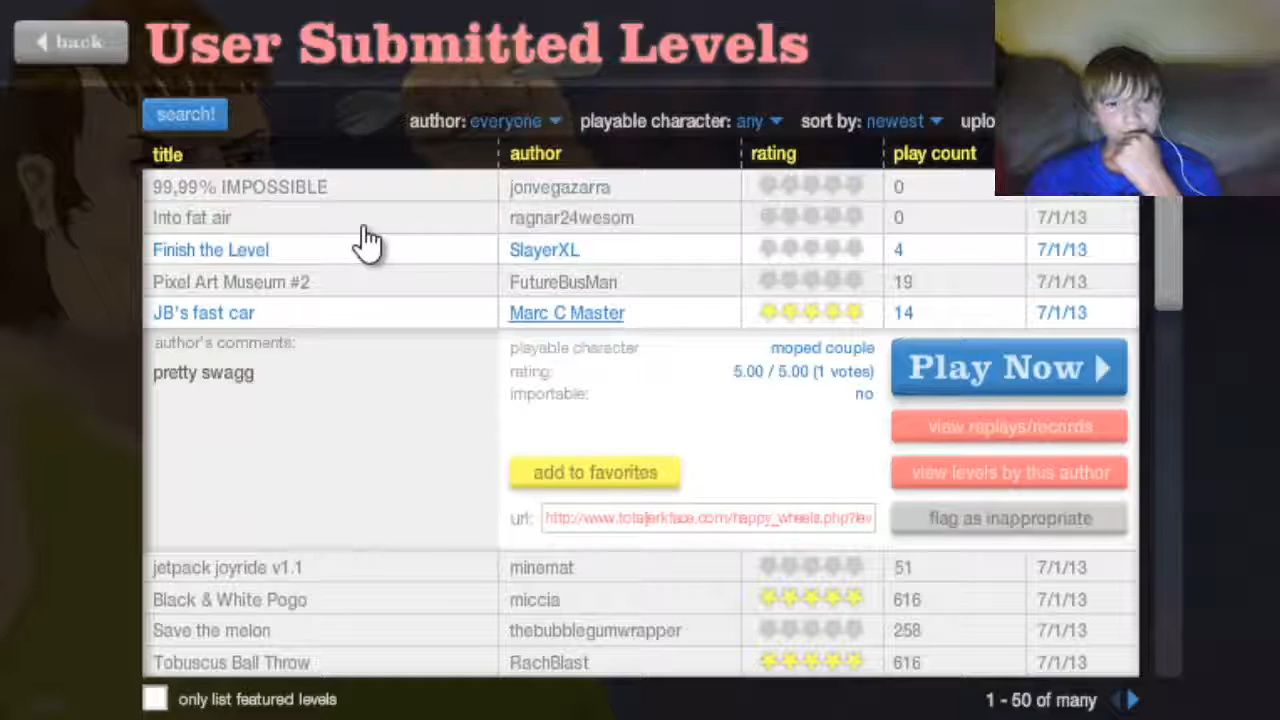 back
User Submitted Levels
search!
author: everyone playable character: any sort by: newest uplo
title author rating play count
99,99% IMPOSSIBLE jonvegazarra 0
Into fat air ragnar24wesom 0 7/1/13
Finish the Level SlayerXL 4 7/1/13
Pixel Art Museum #2 FutureBusMan 19 7/1/13
JB's fast car Marc C Master 14 7/1/13
author's comments: playable character moped couple Play Now
pretty swagg rating: 5.00 / 5.00 (1 votes)
importable: no
view replays/records
add to favorites view levels by this author
url: http://www.totaljerkface.com/happy_wheels.php?lev flag as inappropriate
jetpack joyride v1.1 minemat 51 7/1/13
Black & White Pogo miccia 616 7/1/13
Save the melon thebubblegumwrapper 258 7/1/13
Tobuscus Ball Throw RachBlast 616 7/1/13
only list featured levels 1 - 50 of many